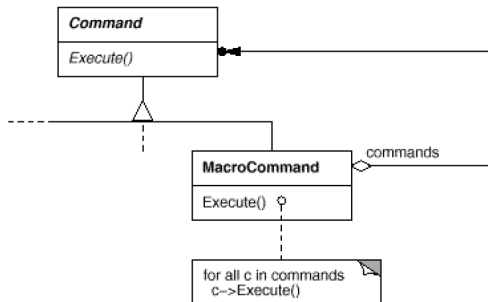 Command
Execute()
commands
MacroCommand
Execute()
for all c in commands
c->Execute()